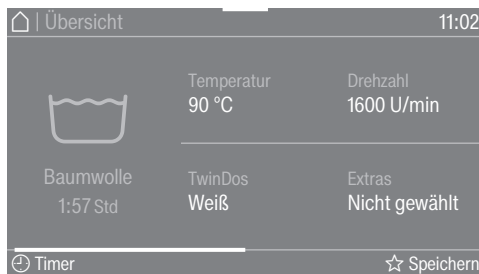 | Übersicht
11:02
Temperatur
90 °C
Drehzahl
1600 U/min
Baumwolle
1:57 Std
TwinDos
Weiß
Extras
Nicht gewählt
Timer
Speichern